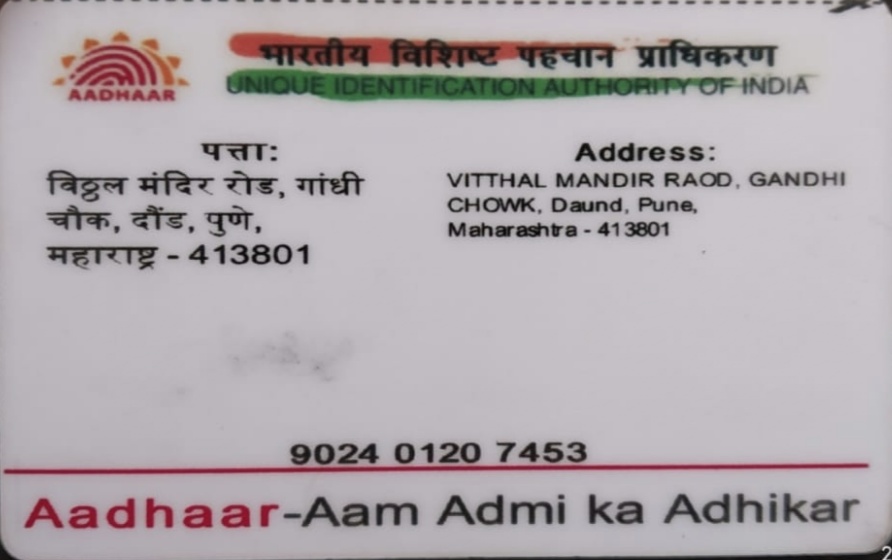 AADHAAR
भारतीय विशिष्ट पहचान प्राधिकरण
UNIQUE IDENTIFICATION AUTHORITY OF INDIA
पत्ता:
विठ्ठल मंदिर रोड, गांधी
चौक, दौंड, पुणे,
महाराष्ट्र - 413801
Address:
VITTHAL MANDIR RAOD, GANDHI
CHOWK, Daund, Pune,
Maharashtra - 413801
9024 0120 7453
Aadhaar-Aam Admi ka Adhikar